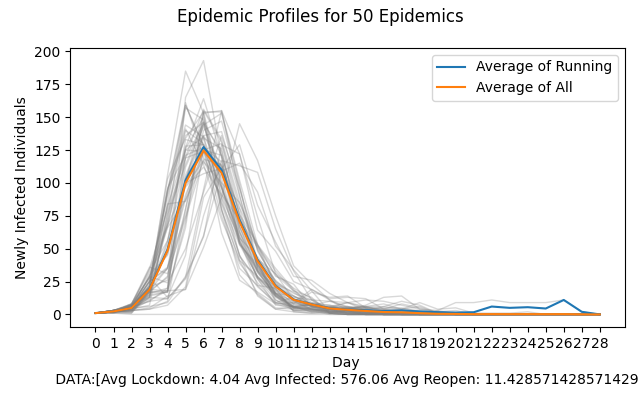 Epidemic Profiles for 50 Epidemics
200
175
150
125
100
75
50
25
0
Newly Infected Individuals
Average of Running
Average of All
0 1 2 3 4 5 6 7 8 9 10 11 12 13 14 15 16 17 18 19 20 21 22 23 24 25 26 27 28
Day
DATA:[Avg Lockdown: 4.04 Avg Infected: 576.06 Avg Reopen: 11.428571428571429